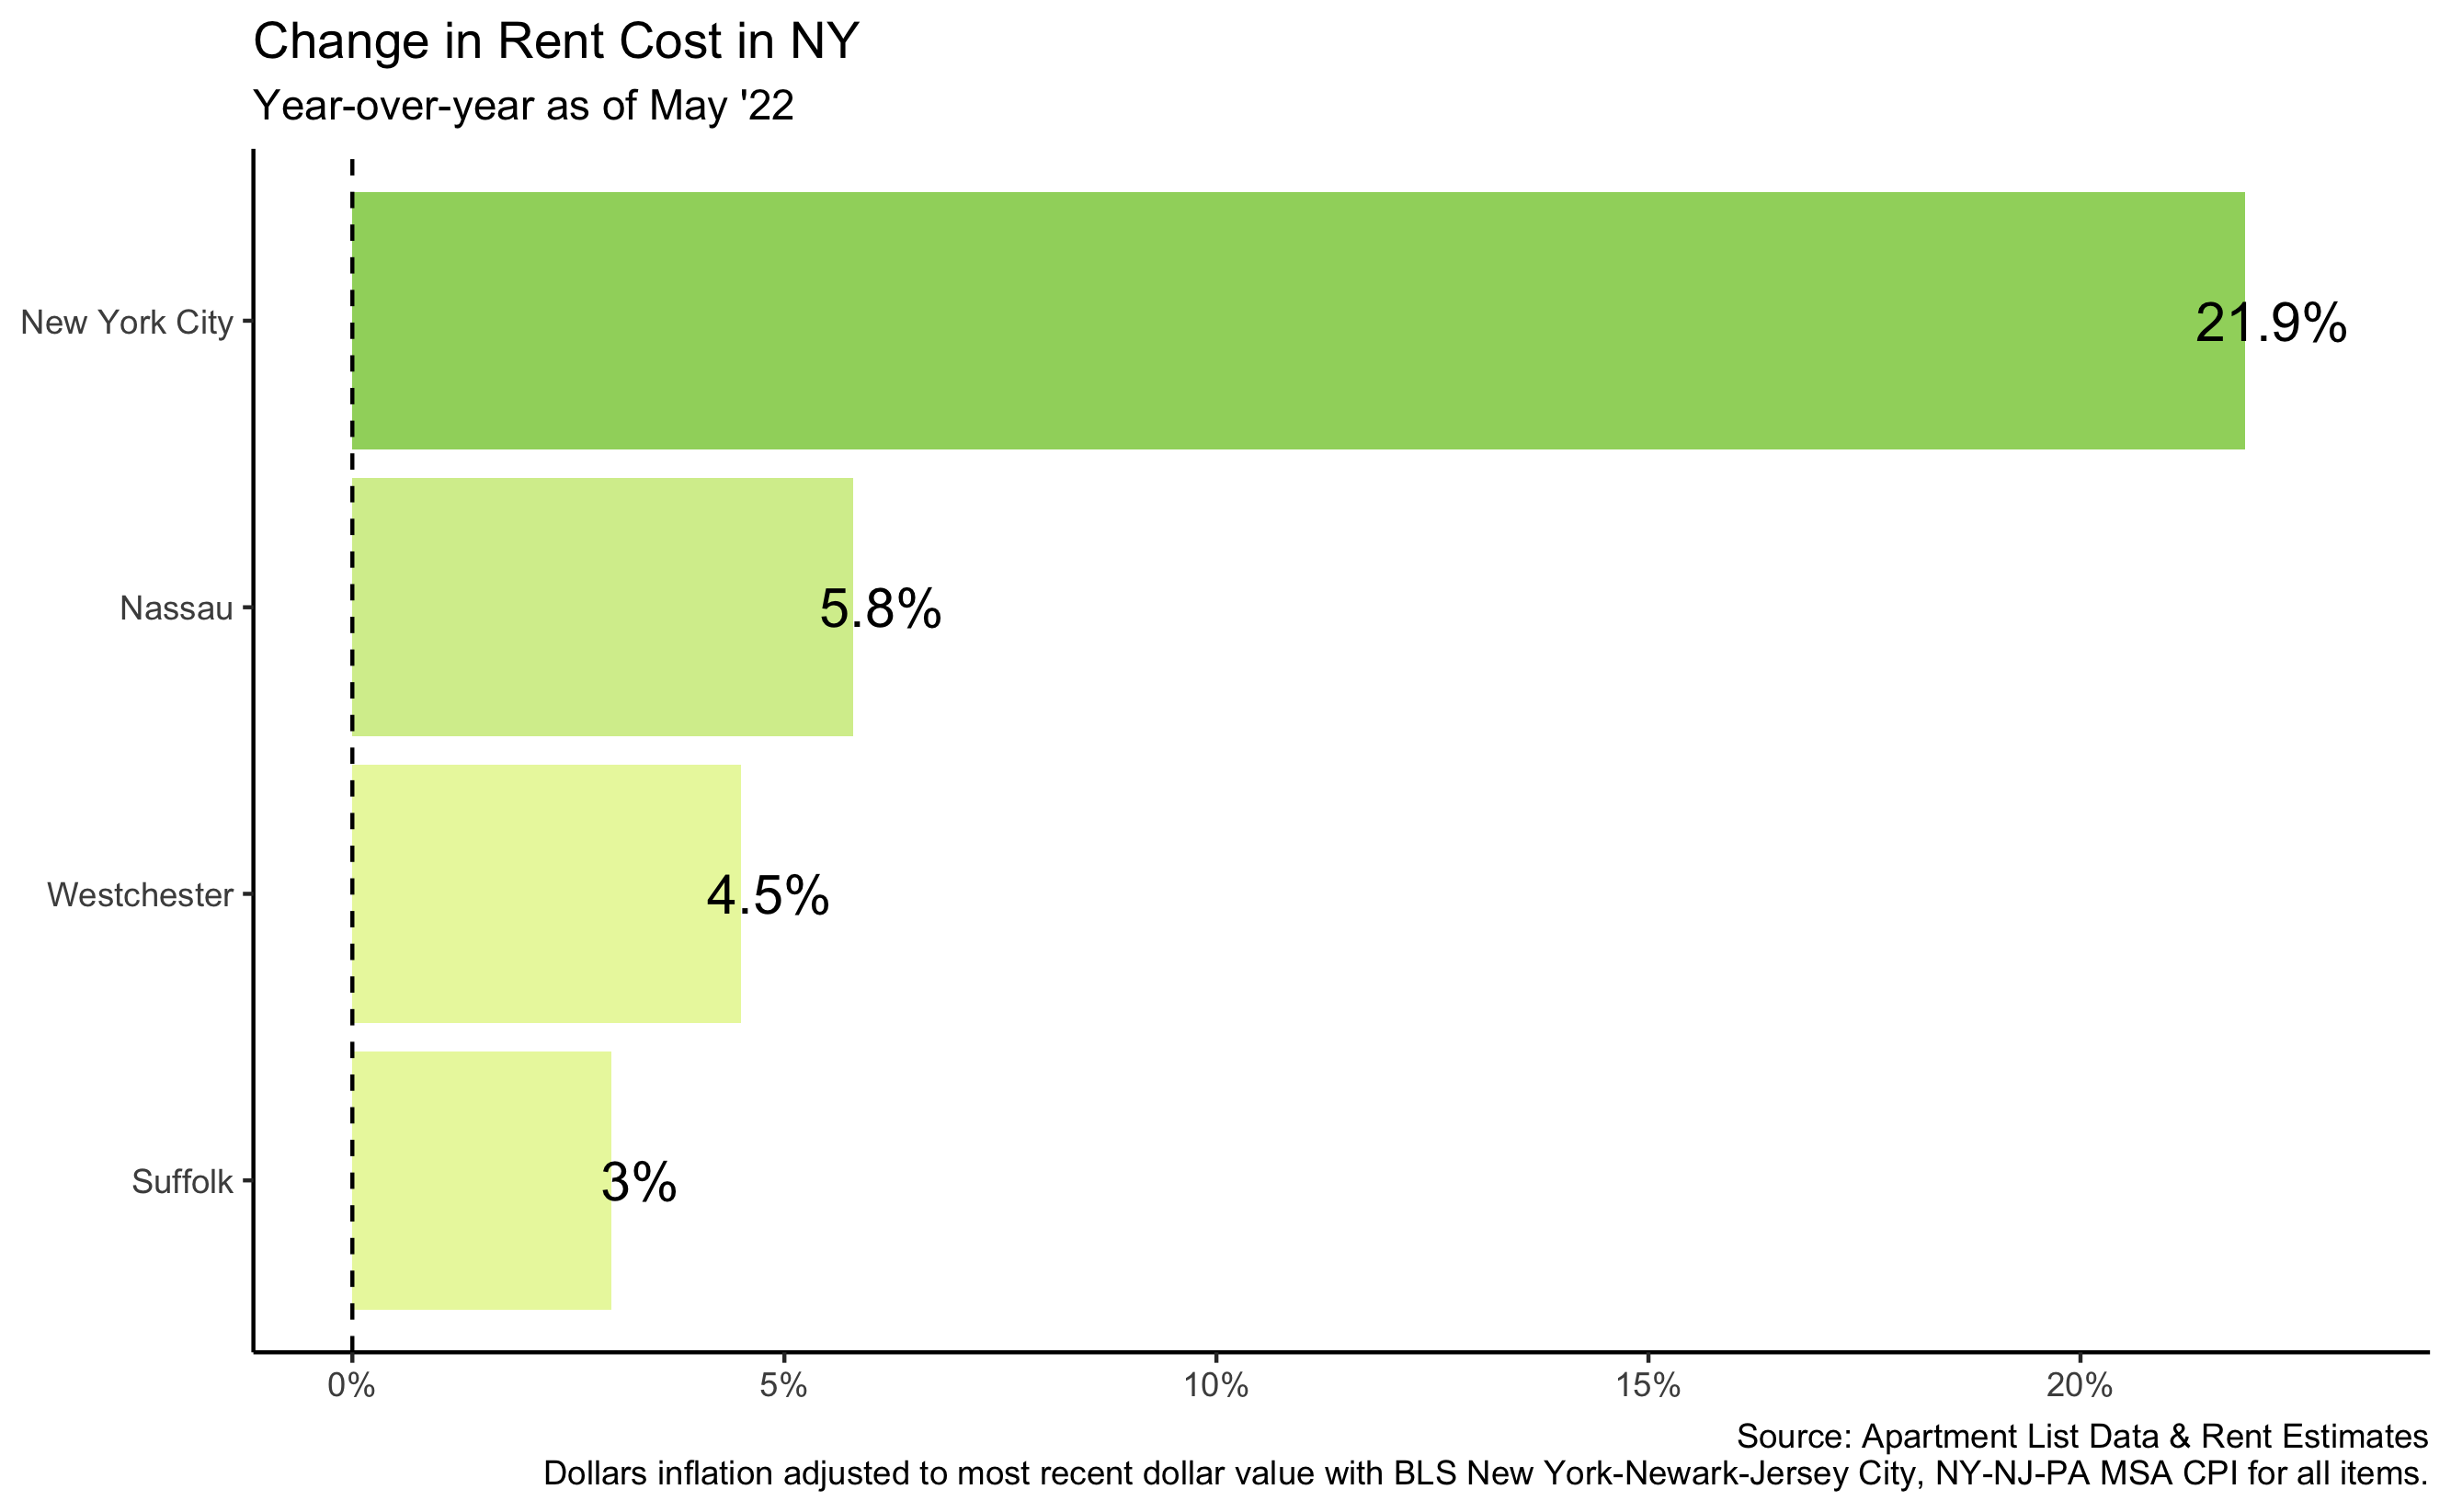 Change in Rent Cost in NY
Year-over-year as of May '22
New York City
21.9%
Nassau
5.8%
Westchester
4.5%
Suffolk
3%
0%
5%
10%
15%
20%
Source: Apartment List Data & Rent Estimates
Dollars inflation adjusted to most recent dollar value with BLS New York-Newark-Jersey City, NY-NJ-PA MSA CPI for all items.